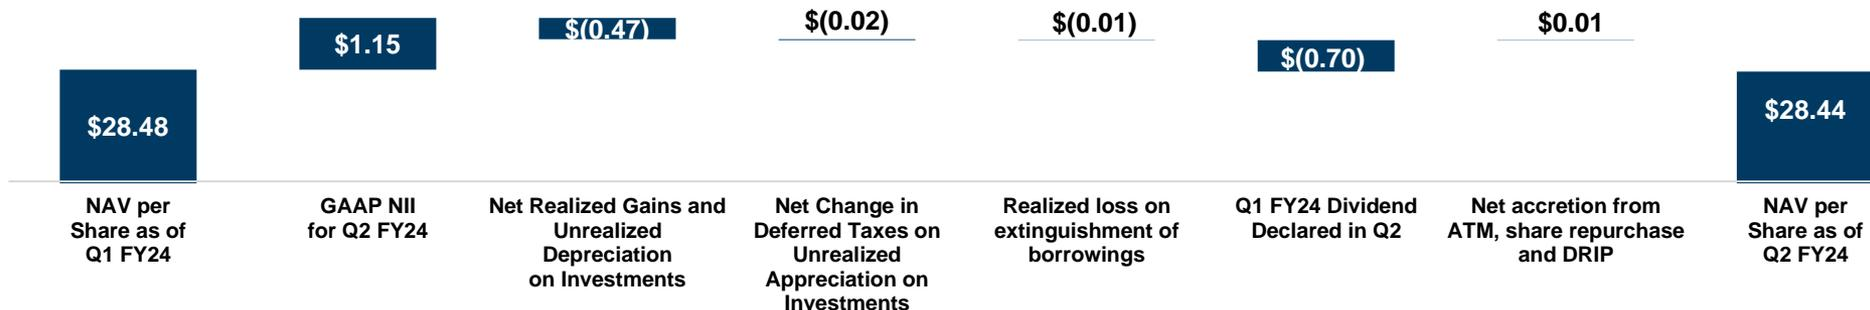 $28.48
$1.15
$(0.47)
$(0.02)
$(0.01)
$(0.70)
$0.01
$28.44
NAV per
Share as of
Q1 FY24
GAAP NII
for Q2 FY24
Net Realized Gains and
Unrealized
Depreciation
on Investments
Net Change in
Deferred Taxes on
Unrealized
Appreciation on
Investments
Realized loss on
extinguishment of
borrowings
Q1 FY24 Dividend
Declared in Q2
Net accretion from
ATM, share repurchase
and DRIP
NAV per
Share as of
Q2 FY24